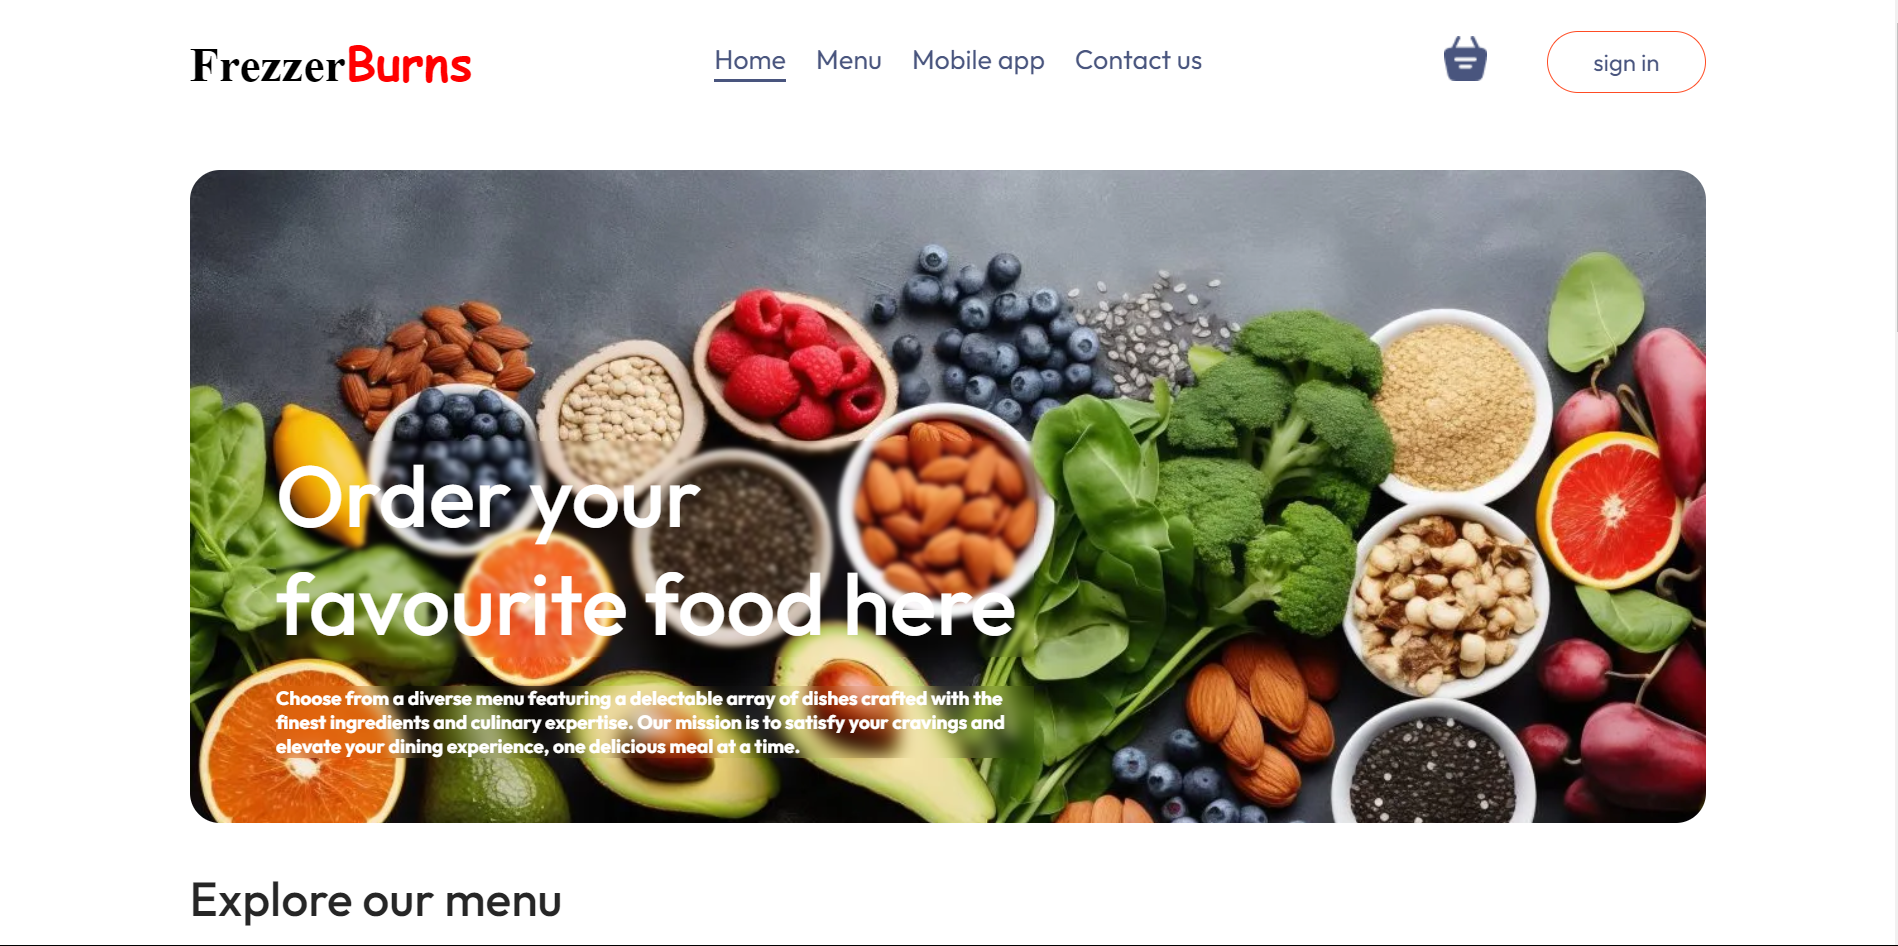 FrezzerBurns
Home Menu Mobile app Contact us
sign in
Order your
favourite food here
Choose from a diverse menu featuring a delectable array of dishes crafted with the
finest ingredients and culinary expertise. Our mission is to satisfy your cravings and
elevate your dining experience, one delicious meal at a time.
Explore our menu